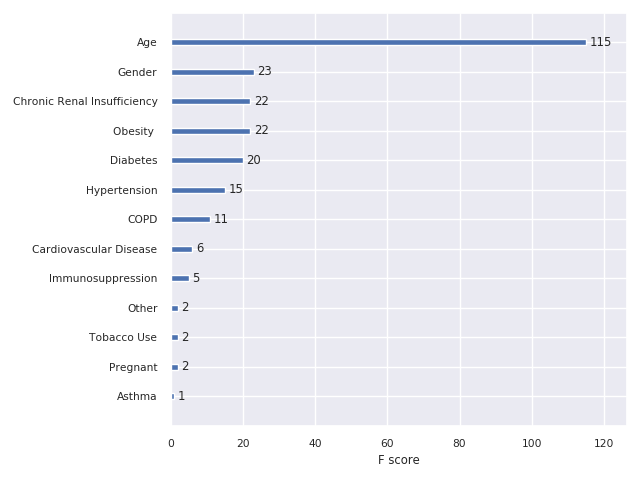 Age 115
Gender 23
Chronic Renal Insufficiency 22
Obesity 22
Diabetes 20
Hypertension 15
COPD 11
Cardiovascular Disease 6
Immunosuppression 5
Other 2
Tobacco Use 2
Pregnant 2
Asthma 1
0 20 40 60 80 100 120
F score